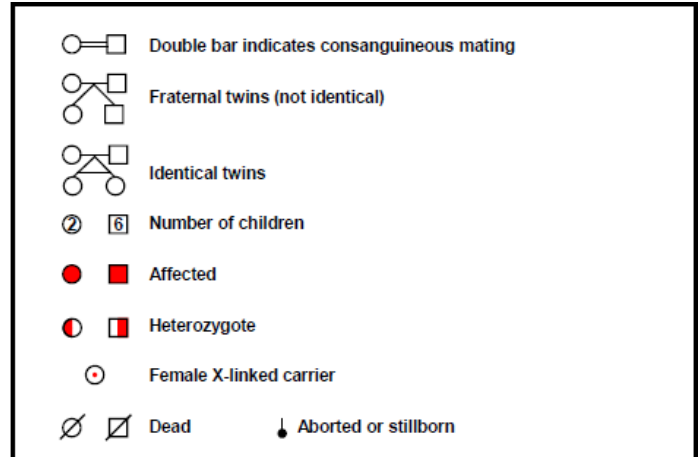 Double bar indicates consanguineous mating
Fraternal twins (not identical)
Identical twins
2 6 Number of children
Affected
Heterozygote
Female X-linked carrier
Dead Aborted or stillborn